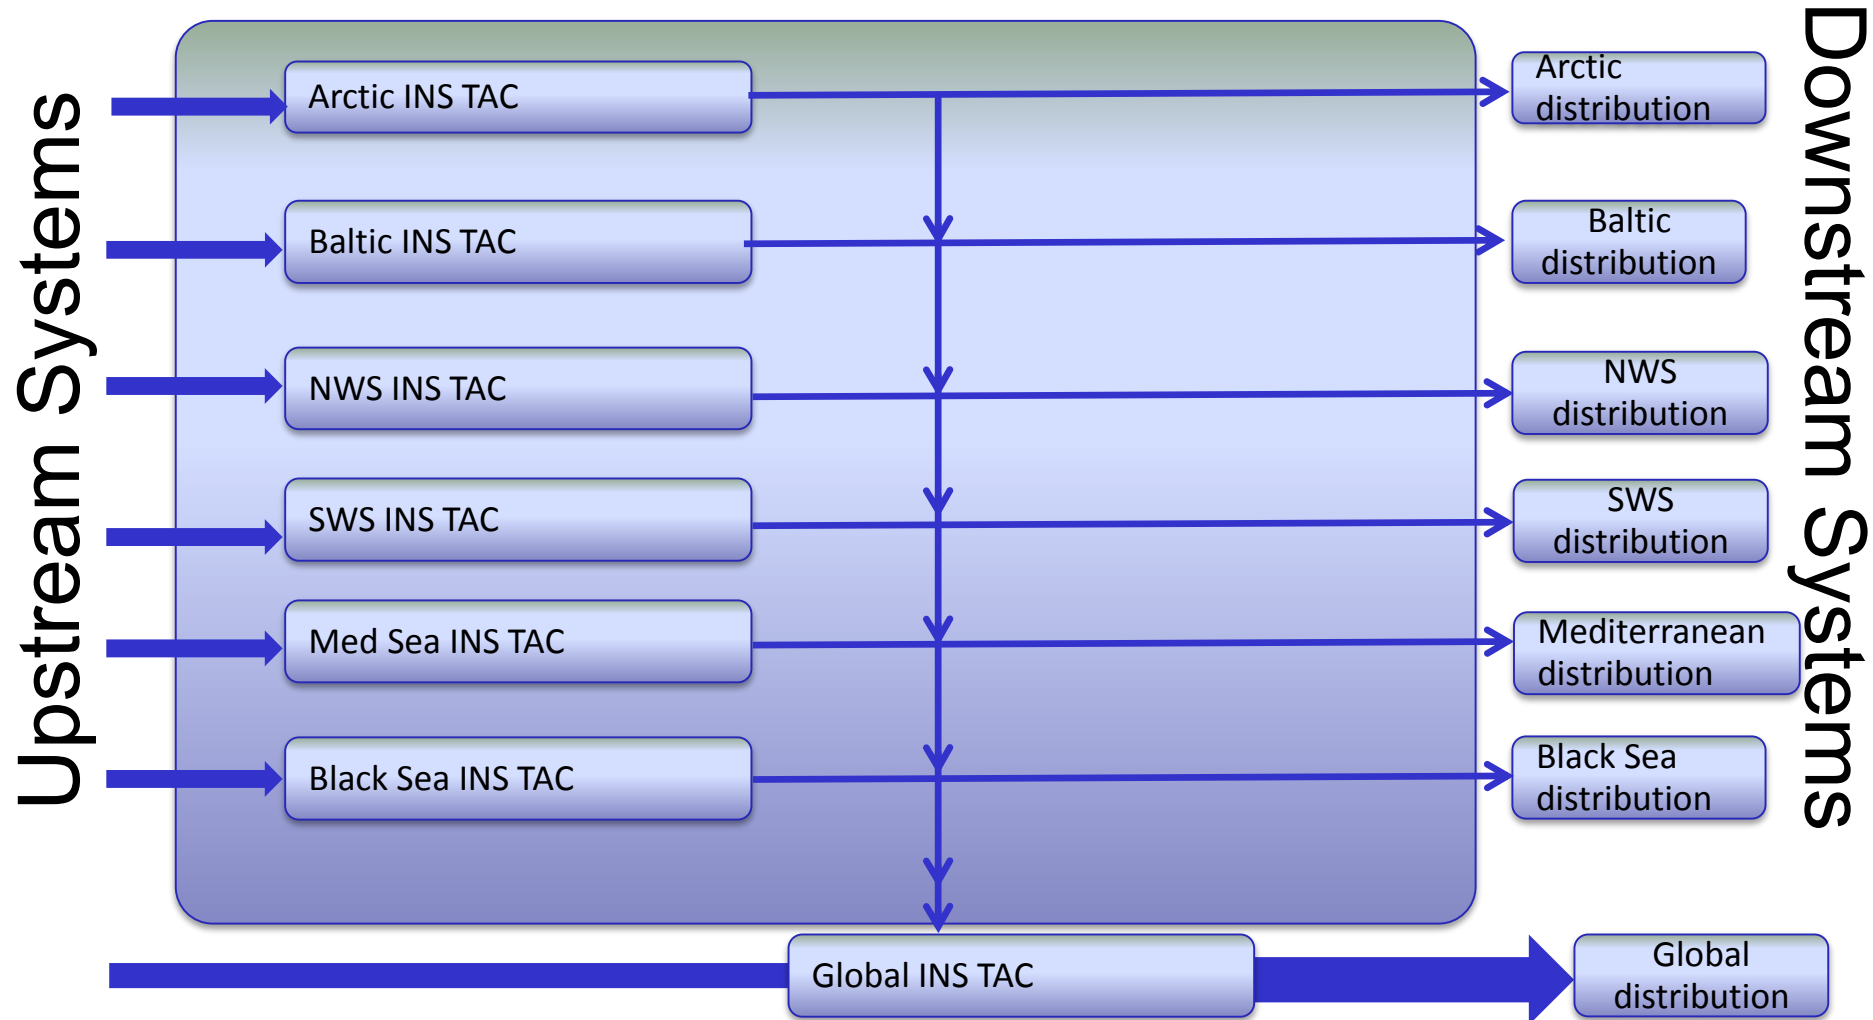 Upstream Systems
Arctic INS TAC
Arctic
distribution
Baltic INS TAC
Baltic
distribution
NWS INS TAC
NWS
distribution
SWS INS TAC
SWS
distribution
Med Sea INS TAC
Mediterranean
distribution
Black Sea INS TAC
Black Sea
distribution
Global INS TAC
Global
distribution
Downstream Systems